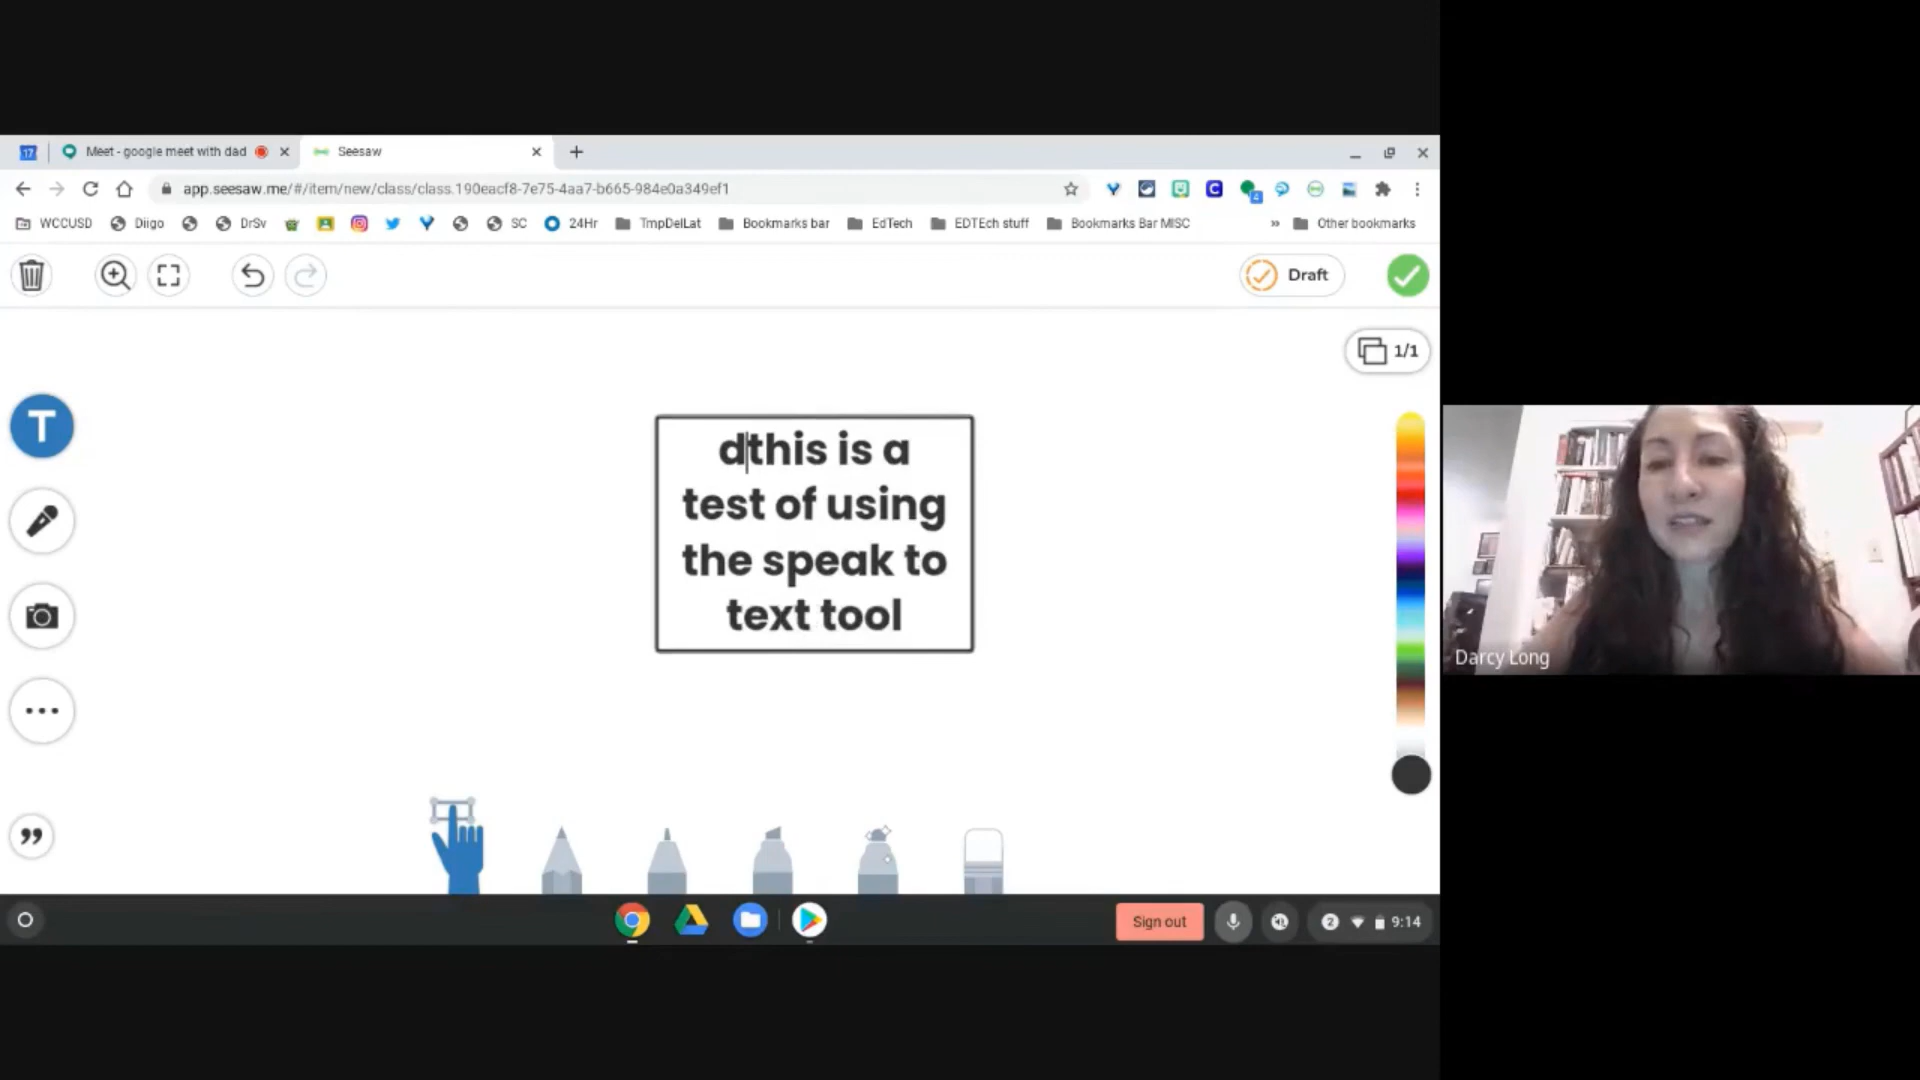 17
Meet - google meet with dad
Seesaw
app.seesaw.me/#/item/new/class/class.190eacf8-7e75-4aa7-b665-984e0a349ef1
WCCUSD Diigo DrSv SC 24Hr TmpDelLat Bookmarks bar EdTech EDTEch stuff Bookmarks Bar MISC » Other bookmarks
Draft
1/1
T
dthis is a
test of using
the speak to
text tool
Darcy Long
Sign out
2
9:14